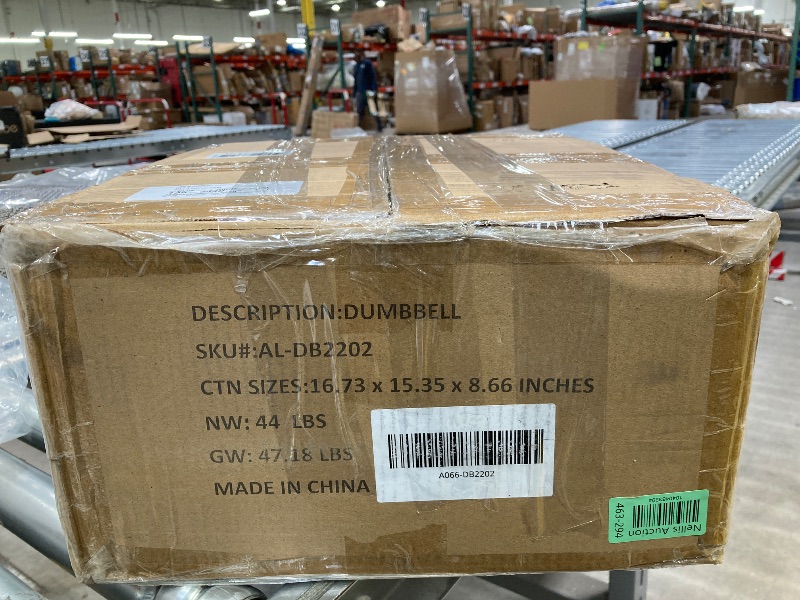 DESCRIPTION:DUMBBELL
SKU#:AL-DB2202
CTN SIZES:16.73 x 15.35 x 8.66 INCHES
NW: 44 LBS
GW: 47.18 LBS
MADE IN CHINA
A066-DB2202
Nellis Auction
463-294